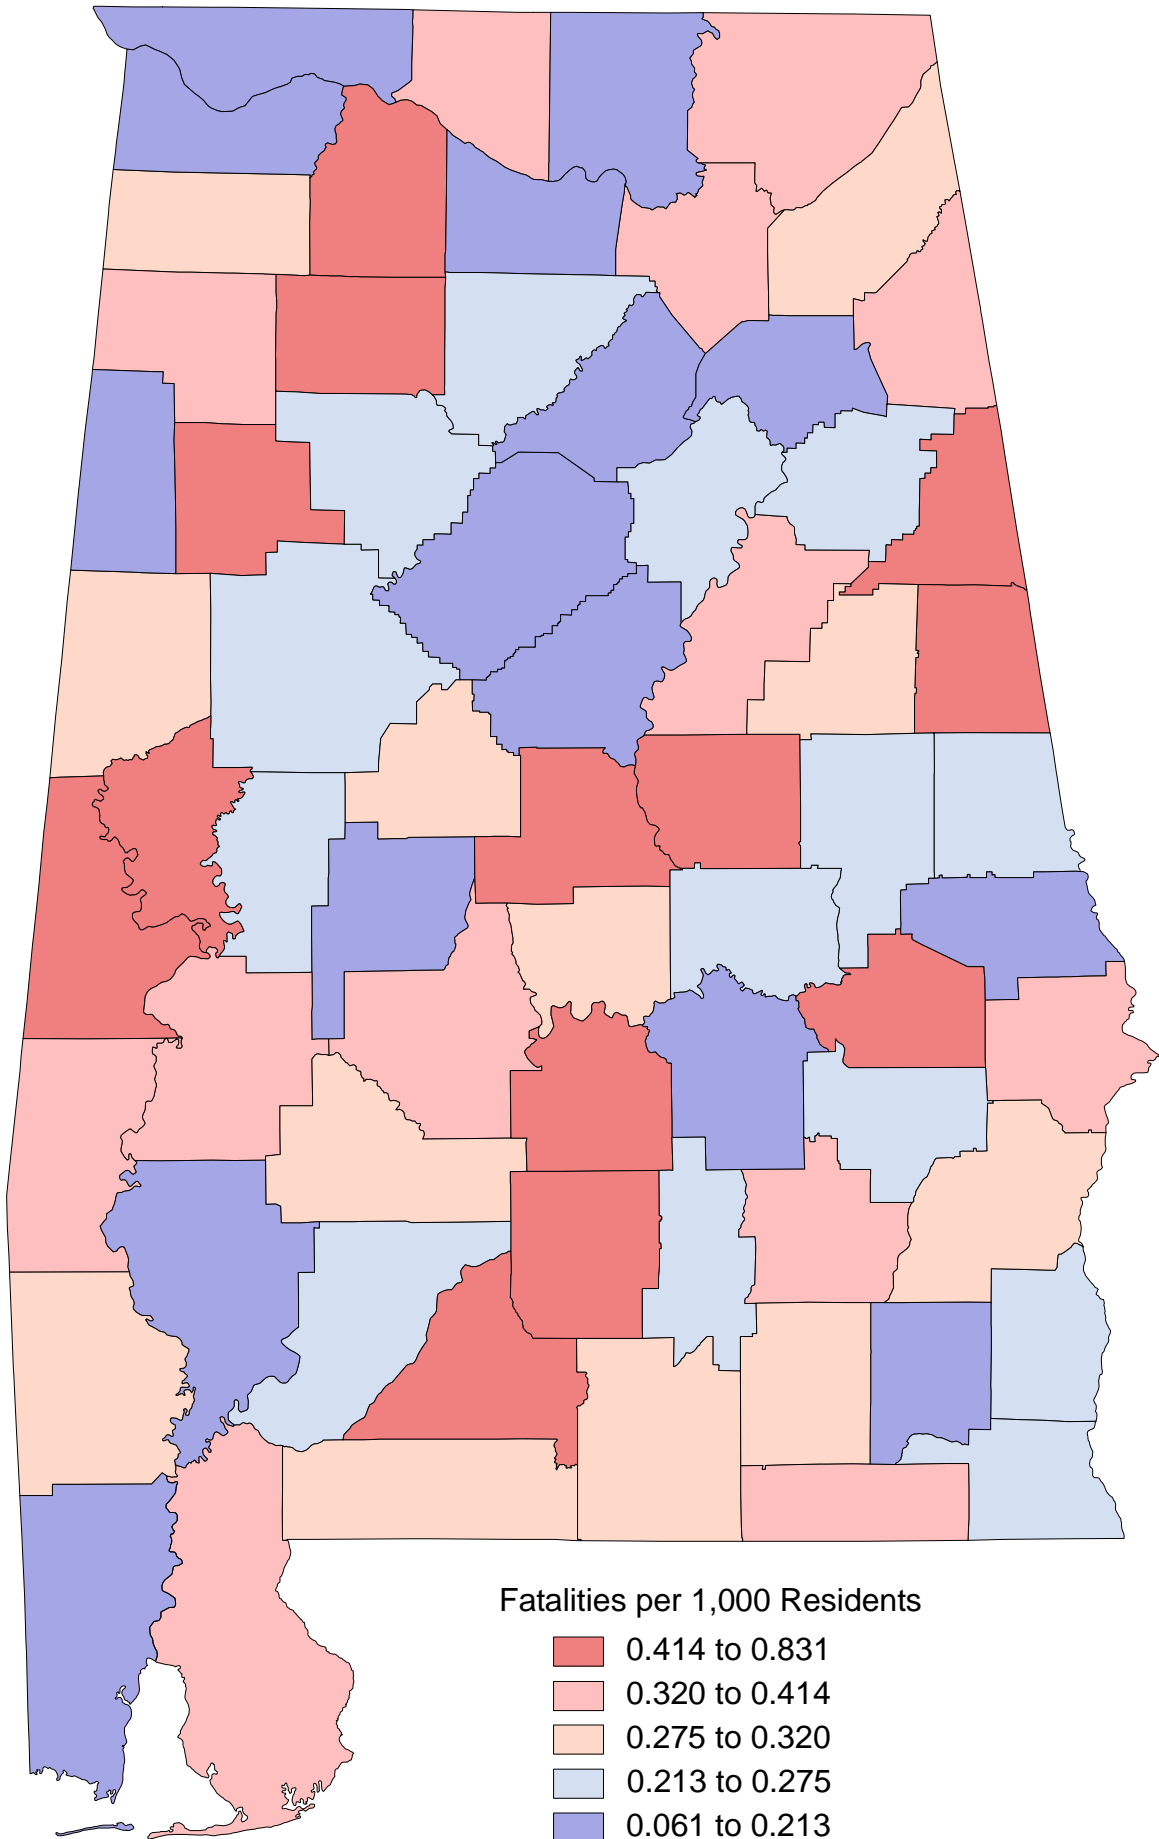 Fatalities per 1,000 Residents
0.414 to 0.831
0.320 to 0.414
0.275 to 0.320
0.213 to 0.275
0.061 to 0.213